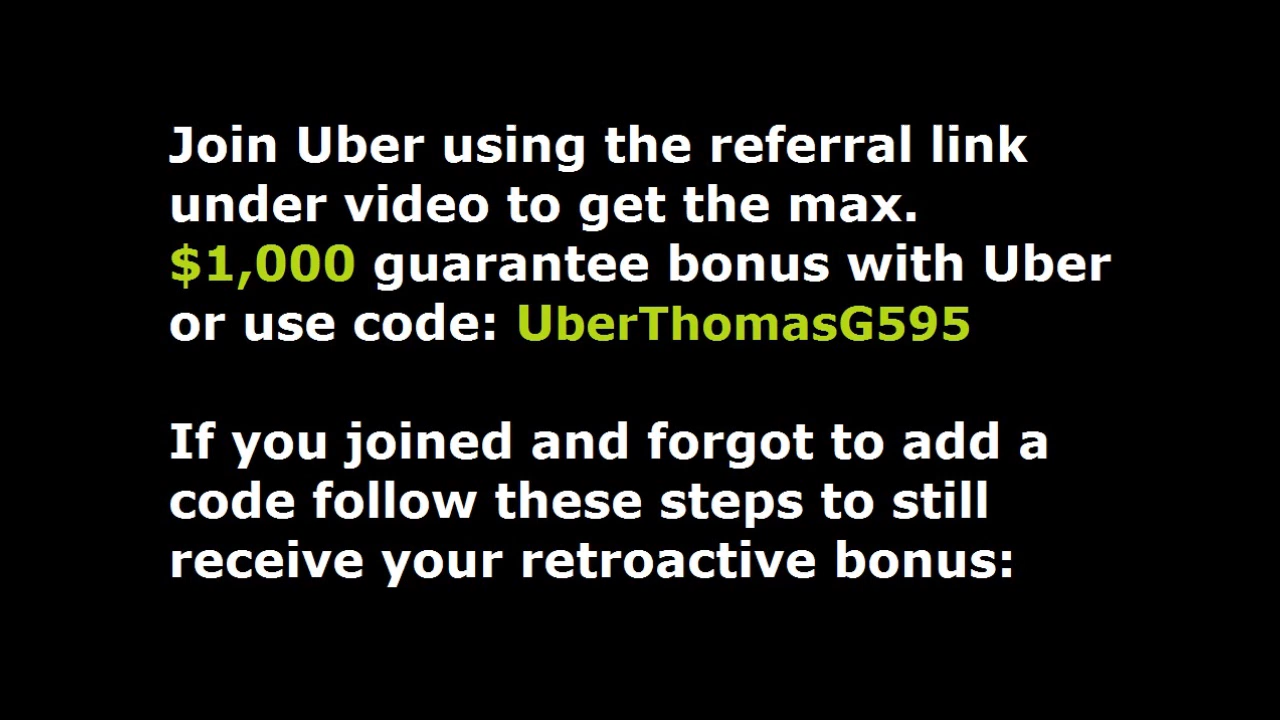 Join Uber using the referral link
under video to get the max.
$1,000 guarantee bonus with Uber
or use code: UberThomasG595
If you joined and forgot to add a
code follow these steps to still
receive your retroactive bonus: